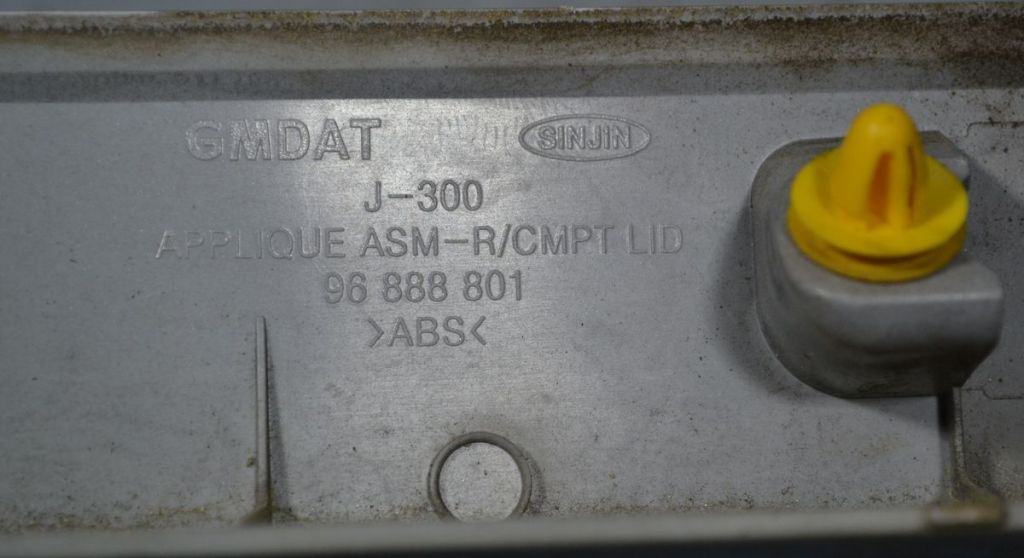 GMDAT SINJIN
J-300
APPLIQUE ASM-R/CMPT LID
96 888 801
>ABS<